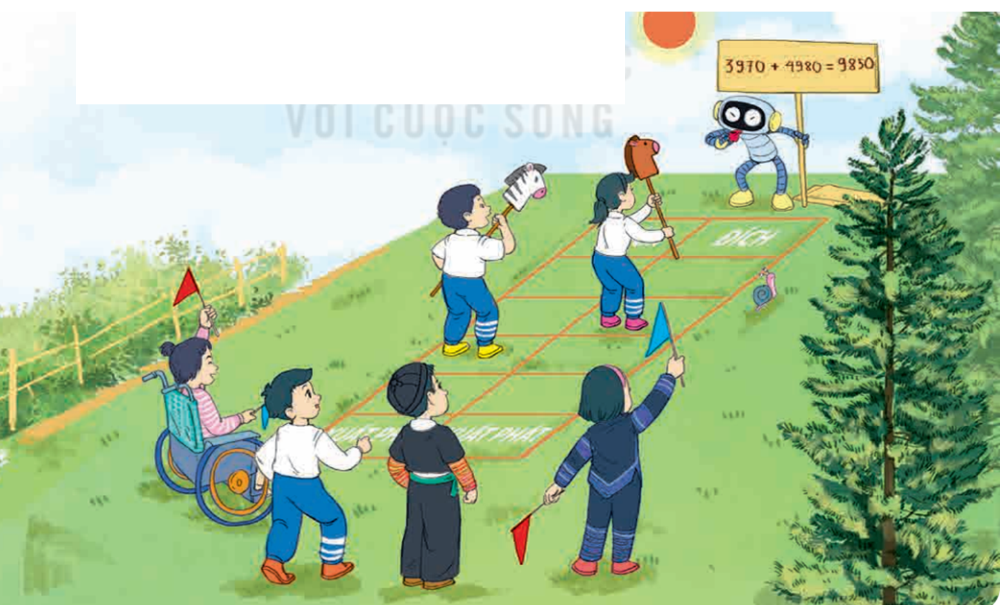 3970 + 4980 = 9850
VỚI CUỘC SỐNG
ĐÍCH
XUẤT PHÁT